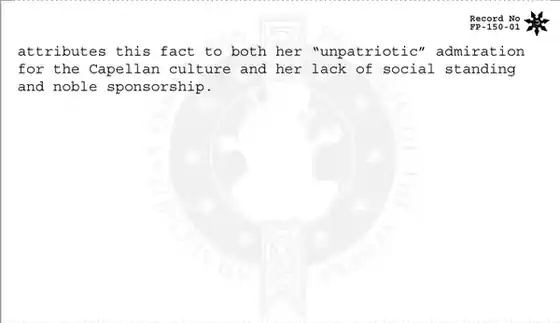 Record No
FP-150-01
attributes this fact to both her “unpatriotic” admiration
for the Capellan culture and her lack of social standing
and noble sponsorship.